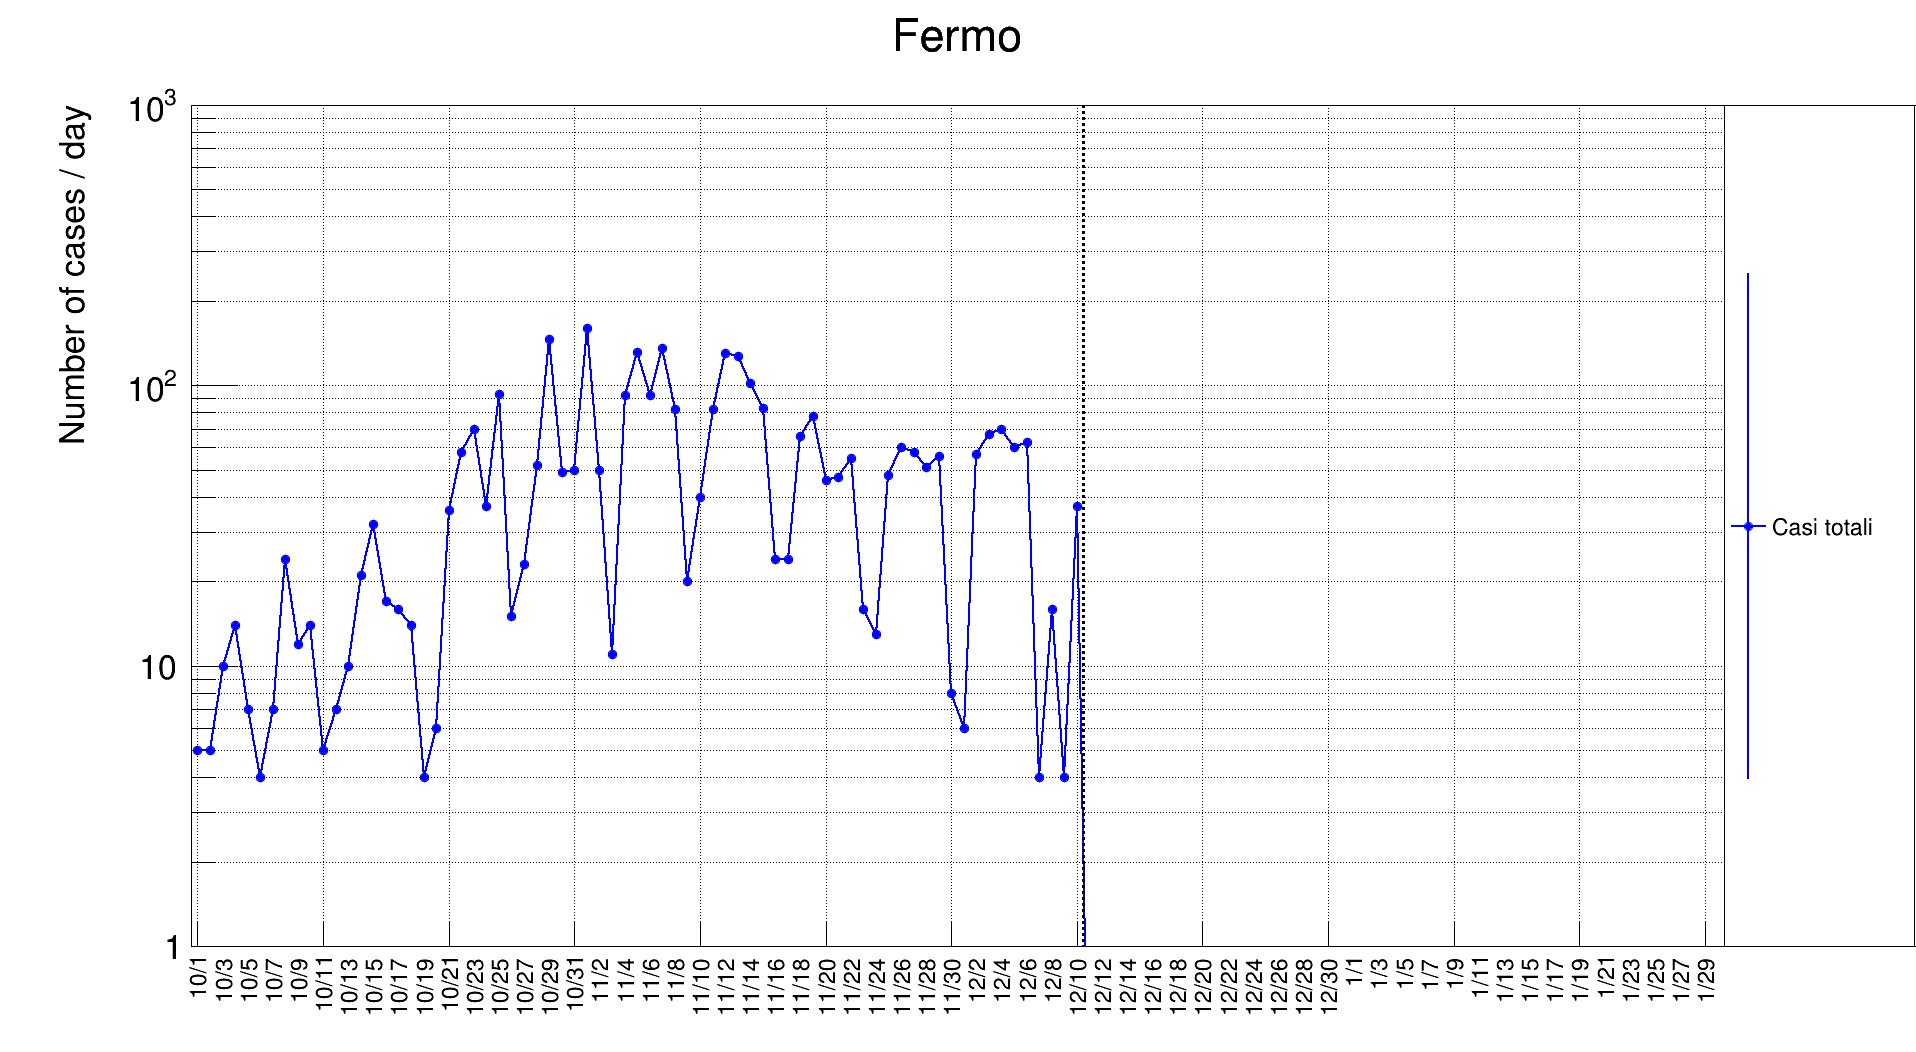 Fermo
Number of cases / day
10³
10²
10
1
10/1 10/3 10/5 10/7 10/9 10/11 10/13 10/15 10/17 10/19 10/21 10/23 10/25 10/27 10/29 10/31 11/2 11/4 11/6 11/8 11/10 11/12 11/14 11/16 11/18 11/20 11/22 11/24 11/26 11/28 11/30 12/2 12/4 12/6 12/8 12/10 12/12 12/14 12/16 12/18 12/20 12/22 12/24 12/26 12/28 12/30 1/1 1/3 1/5 1/7 1/9 1/11 1/13 1/15 1/17 1/19 1/21 1/23 1/25 1/27 1/29
Casi totali